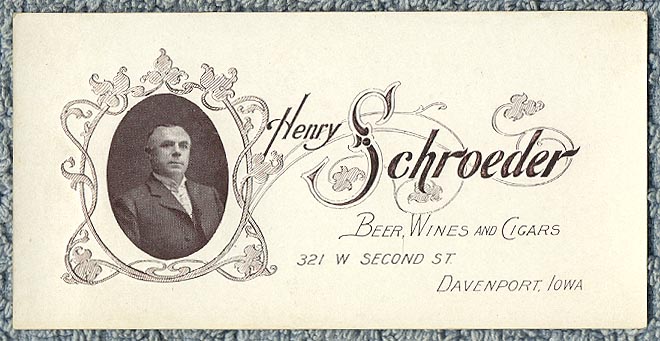 Henry Schroeder
Beer, Wines and Cigars
321 W Second St
Davenport, Iowa